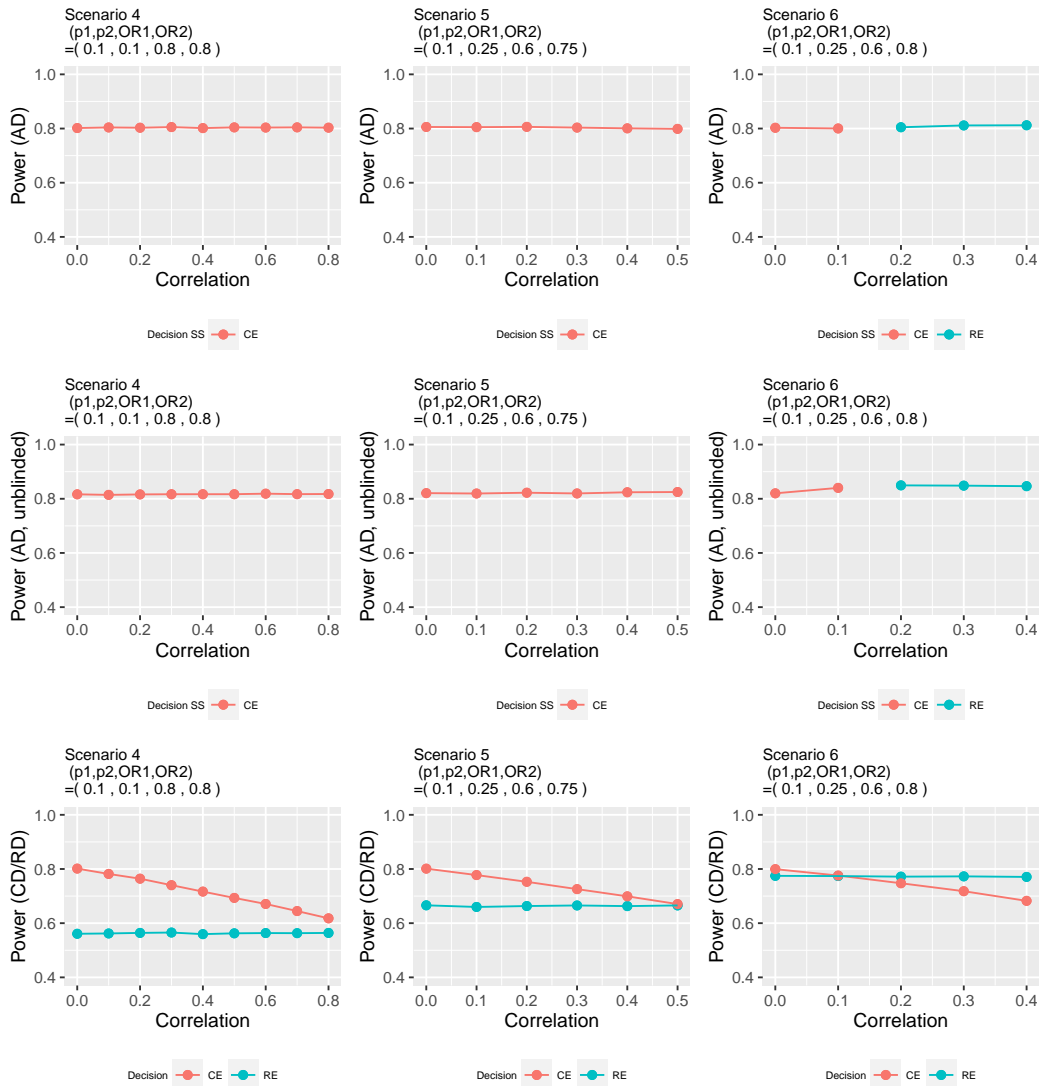 Scenario 4
(p1,p2,OR1,OR2)
=( 0.1 , 0.1 , 0.8 , 0.8 )
1.0
0.8
0.6
0.4
Power (AD)
0.0 0.2 0.4 0.6 0.8
Correlation
Decision SS CE
Scenario 5
(p1,p2,OR1,OR2)
=( 0.1 , 0.25 , 0.6 , 0.75 )
1.0
0.8
0.6
0.4
Power (AD)
0.0 0.1 0.2 0.3 0.4 0.5
Correlation
Decision SS CE
Scenario 6
(p1,p2,OR1,OR2)
=( 0.1 , 0.25 , 0.6 , 0.8 )
1.0
0.8
0.6
0.4
Power (AD)
0.0 0.1 0.2 0.3 0.4
Correlation
Decision SS CE RE
Scenario 4
(p1,p2,OR1,OR2)
=( 0.1 , 0.1 , 0.8 , 0.8 )
1.0
0.8
0.6
0.4
Power (AD, unblinded)
0.0 0.2 0.4 0.6 0.8
Correlation
Decision SS CE
Scenario 5
(p1,p2,OR1,OR2)
=( 0.1 , 0.25 , 0.6 , 0.75 )
1.0
0.8
0.6
0.4
Power (AD, unblinded)
0.0 0.1 0.2 0.3 0.4 0.5
Correlation
Decision SS CE
Scenario 6
(p1,p2,OR1,OR2)
=( 0.1 , 0.25 , 0.6 , 0.8 )
1.0
0.8
0.6
0.4
Power (AD, unblinded)
0.0 0.1 0.2 0.3 0.4
Correlation
Decision SS CE RE
Scenario 4
(p1,p2,OR1,OR2)
=( 0.1 , 0.1 , 0.8 , 0.8 )
1.0
0.8
0.6
0.4
Power (CD/RD)
0.0 0.2 0.4 0.6 0.8
Correlation
Decision CE RE
Scenario 5
(p1,p2,OR1,OR2)
=( 0.1 , 0.25 , 0.6 , 0.75 )
1.0
0.8
0.6
0.4
Power (CD/RD)
0.0 0.1 0.2 0.3 0.4 0.5
Correlation
Decision CE RE
Scenario 6
(p1,p2,OR1,OR2)
=( 0.1 , 0.25 , 0.6 , 0.8 )
1.0
0.8
0.6
0.4
Power (CD/RD)
0.0 0.1 0.2 0.3 0.4
Correlation
Decision CE RE